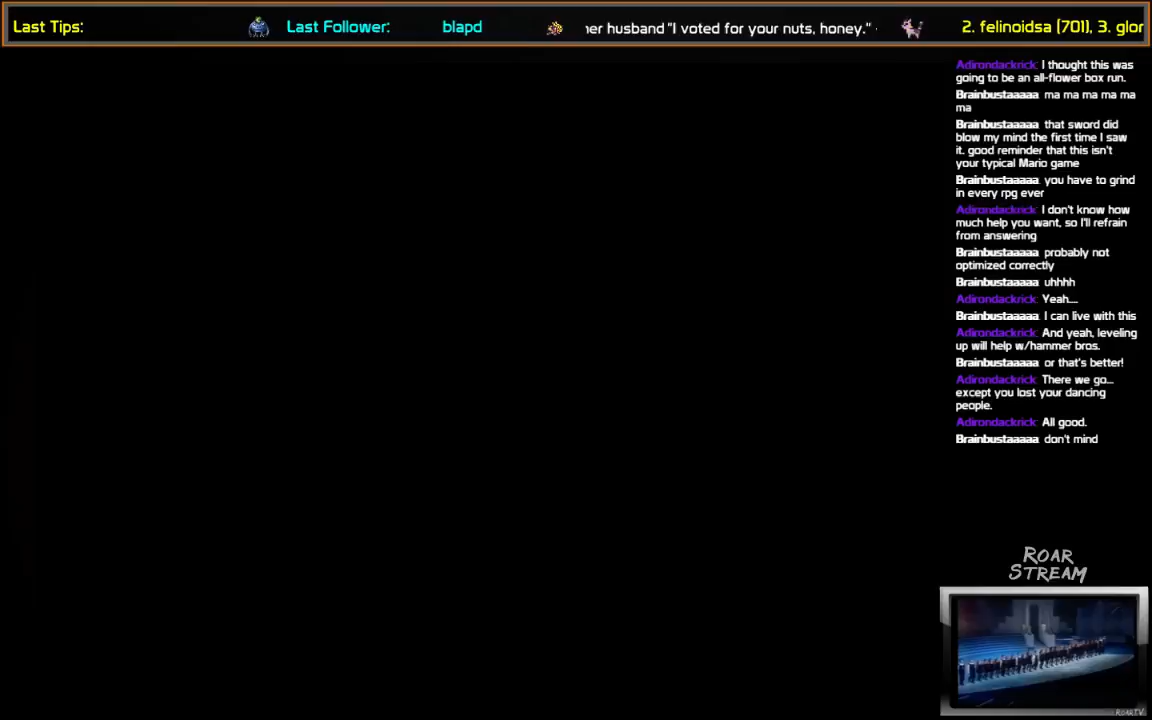 Last Tips: Last Follower: blapd her husband "I voted for your nuts, honey." - 2. felinoidsa (701), 3. glor
Adirondackrick: I thought this was
going to be an all-flower box run.
Brainbustaaaaa: ma ma ma ma ma
ma
Brainbustaaaaa: that sword did
blow my mind the first time I saw
it. good reminder that this isn't
your typical Mario game
Brainbustaaaaa: you have to grind
in every rpg ever
Adirondackrick: I don't know how
much help you want, so I'll refrain
from answering
Brainbustaaaaa: probably not
optimized correctly
Brainbustaaaaa: uhhhh
Adirondackrick: Yeah....
Brainbustaaaaa: I can live with this
Adirondackrick: And yeah, leveling
up will help w/hammer bros.
Brainbustaaaaa: or that's better!
Adirondackrick: There we go...
except you lost your dancing
people.
Adirondackrick: All good.
Brainbustaaaaa: don't mind
ROAR
STREAM
ROARTV